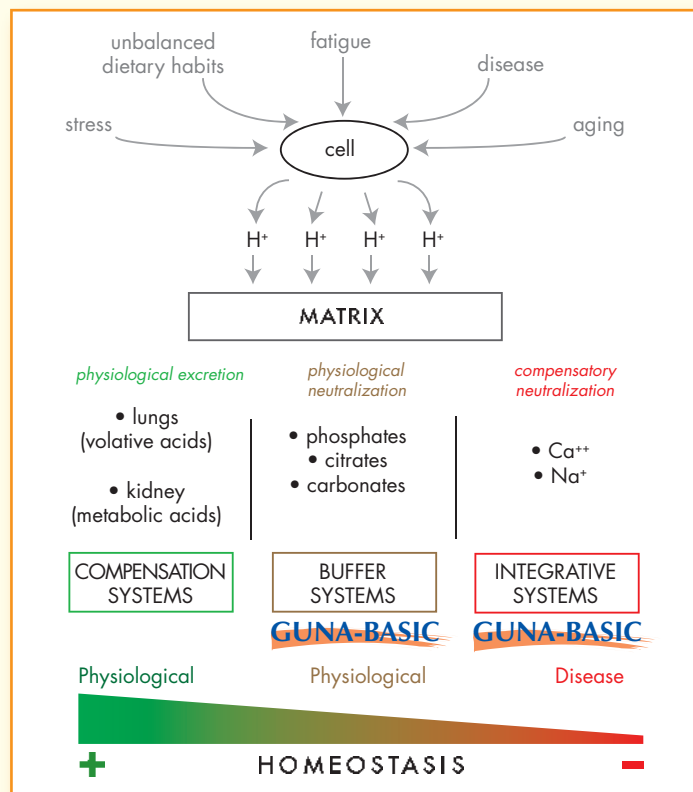 unbalanced
dietary habits
fatigue
disease
stress
aging
cell
H⁺ H⁺ H⁺ H⁺
MATRIX
physiological excretion
• lungs
(volative acids)
• kidney
(metabolic acids)
physiological
neutralization
• phosphates
• citrates
• carbonates
compensatory
neutralization
• Ca⁺⁺
• Na⁺
COMPENSATION
SYSTEMS
BUFFER
SYSTEMS
GUNA-BASIC
INTEGRATIVE
SYSTEMS
GUNA-BASIC
Physiological
Physiological
Disease
+ HOMEOSTASIS −